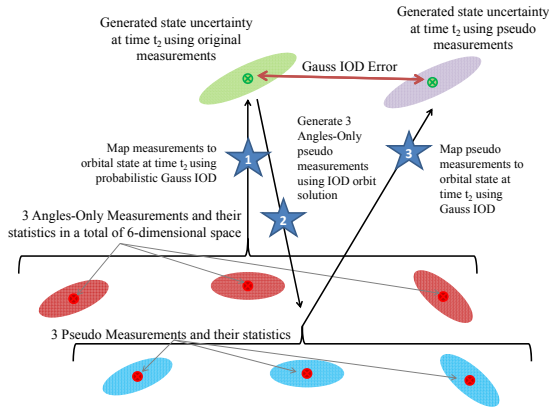 Generated state uncertainty
at time t₂ using original
measurements
Generated state uncertainty
at time t₂ using pseudo
measurements
Gauss IOD Error
Map measurements to
orbital state at time t₂ using
probabilistic Gauss IOD
1
Generate 3
Angles-Only
pseudo
measurements
using IOD orbit
solution
2
3
Map pseudo
measurements to
orbital state at
time t₂ using
Gauss IOD
3 Angles-Only Measurements and their
statistics in a total of 6-dimensional space
3 Pseudo Measurements and their statistics